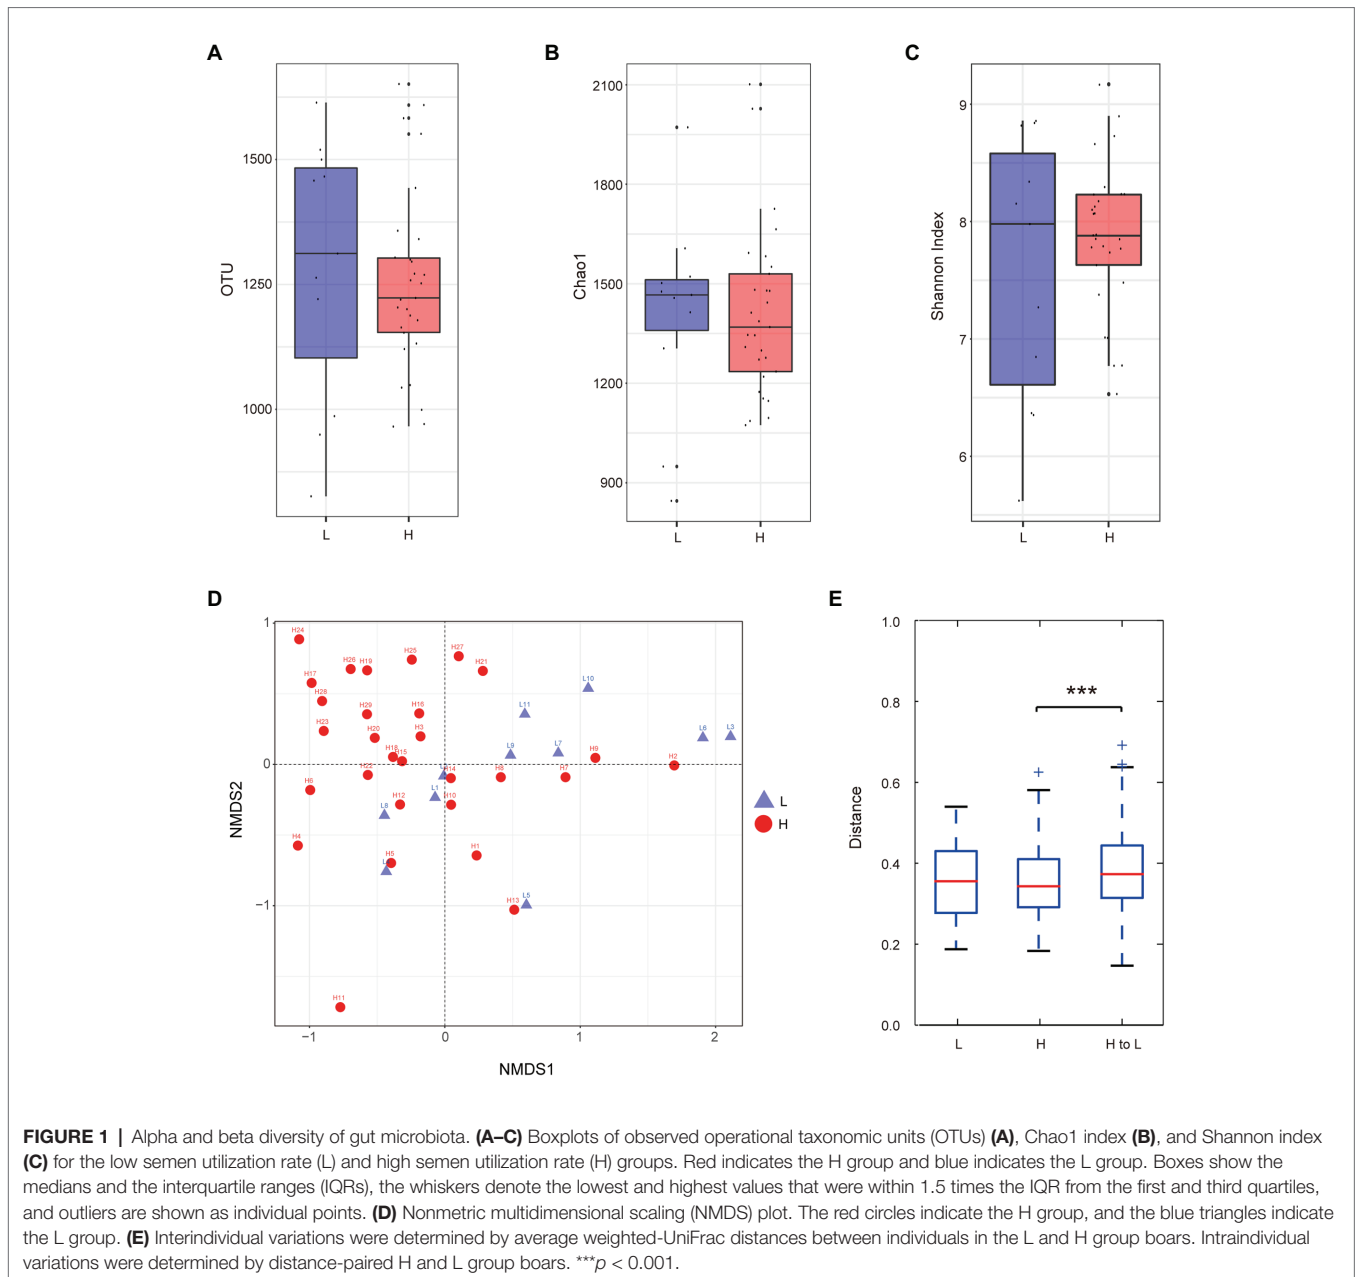 A
B
C
1500
1250
1000
OTU
L
H
2100
1800
1500
1200
900
Chao1
L
H
9
8
7
6
Shannon Index
L
H
D
E
1
0
−1
NMDS2
H24
H27
H25
H26
H19
H21
H17
L10
H28
H29
H16
L11
H23
H20
H3
L6
L3
H18
H15
L9
L7
H9
H2
H22
H14
H8
H7
H6
L1
H12
H10
L8
H4
H5
H1
L5
H13
H11
−1
0
1
2
NMDS1
L
H
1.0
0.8
0.6
0.4
0.2
0.0
Distance
***
L
H
H to L
FIGURE 1 | Alpha and beta diversity of gut microbiota. (A–C) Boxplots of observed operational taxonomic units (OTUs) (A), Chao1 index (B), and Shannon index
(C) for the low semen utilization rate (L) and high semen utilization rate (H) groups. Red indicates the H group and blue indicates the L group. Boxes show the
medians and the interquartile ranges (IQRs), the whiskers denote the lowest and highest values that were within 1.5 times the IQR from the first and third quartiles,
and outliers are shown as individual points. (D) Nonmetric multidimensional scaling (NMDS) plot. The red circles indicate the H group, and the blue triangles indicate
the L group. (E) Interindividual variations were determined by average weighted-UniFrac distances between individuals in the L and H group boars. Intraindividual
variations were determined by distance-paired H and L group boars. ***p < 0.001.